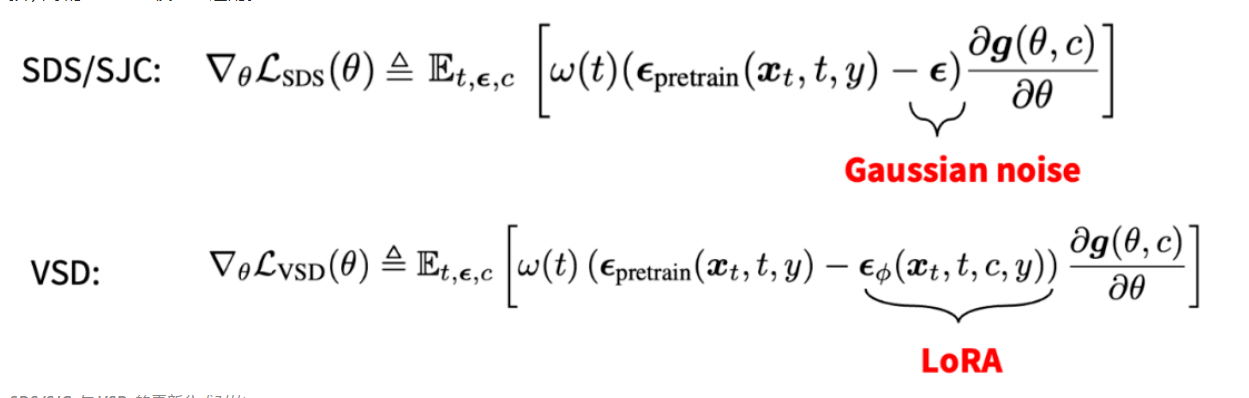 SDS/SJC: ∇θℒSDS(θ) ≜ 𝔼t,ϵ,c [ω(t)(ϵpretrain(xt, t, y) − ϵ) ∂g(θ, c)/∂θ]
Gaussian noise
VSD: ∇θℒVSD(θ) ≜ 𝔼t,ϵ,c [ω(t) (ϵpretrain(xt, t, y) − ϵϕ(xt, t, c, y)) ∂g(θ, c)/∂θ]
LoRA